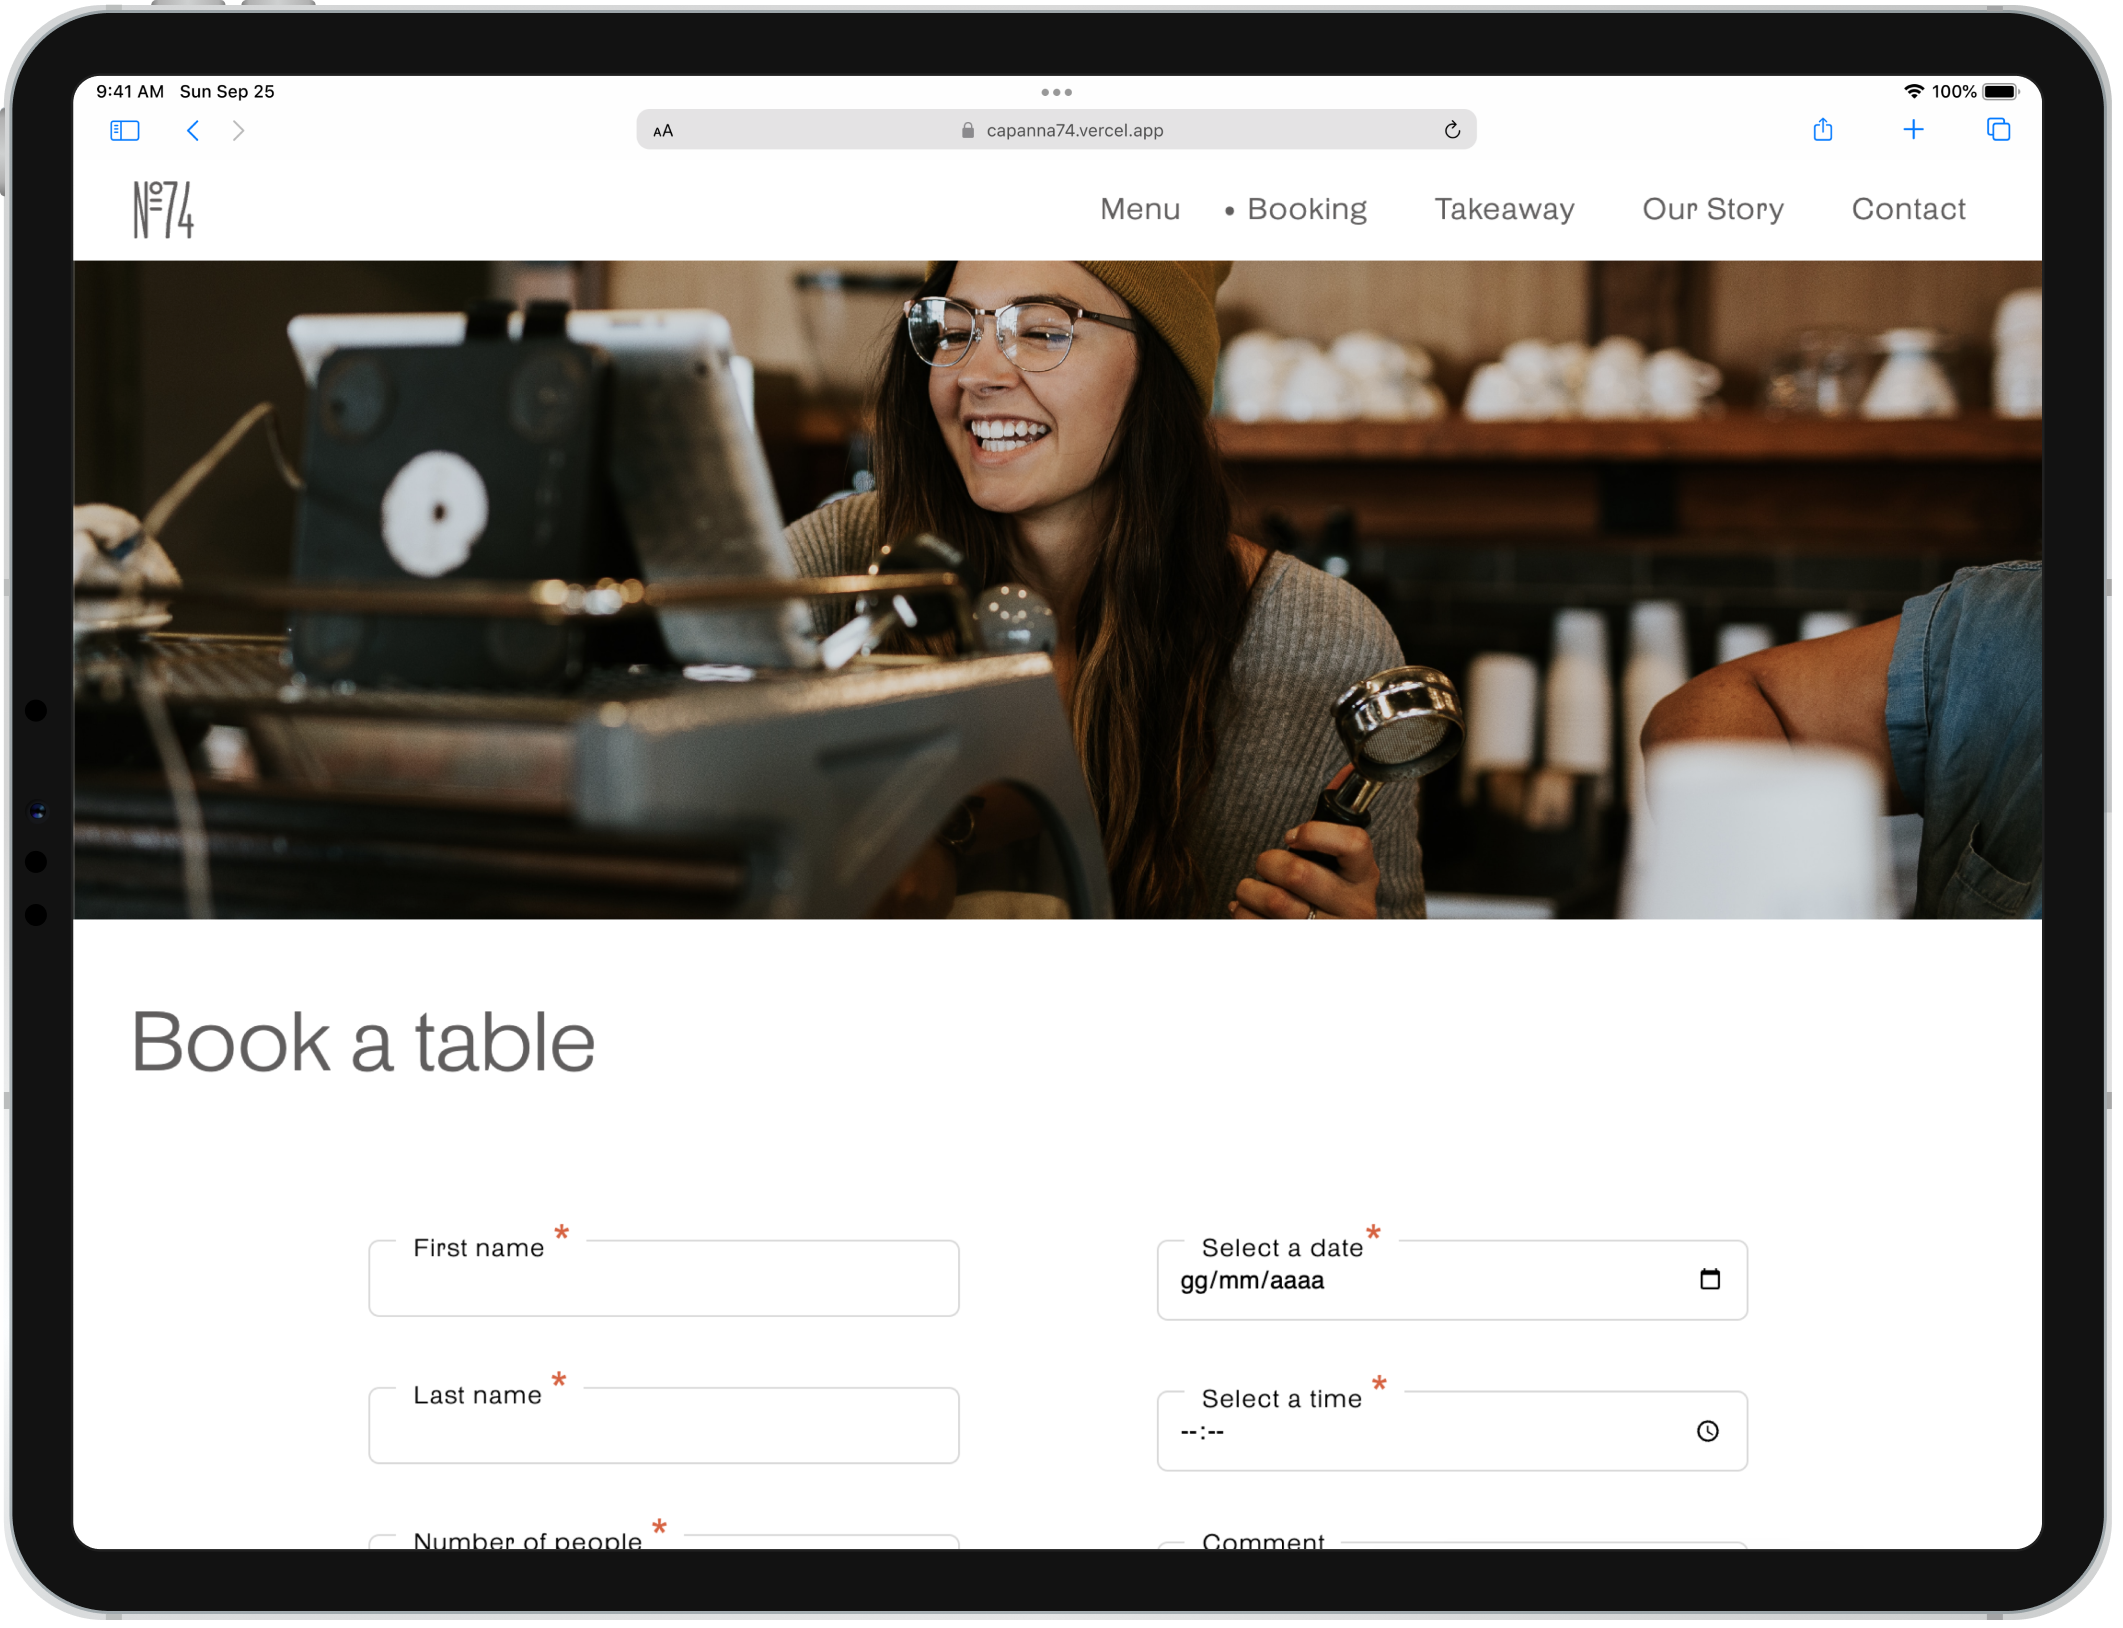 9:41 AM Sun Sep 25
100%
AA
capanna74.vercel.app
Nº74
Menu • Booking Takeaway Our Story Contact
Book a table
First name *
Select a date *
gg/mm/aaaa
Last name *
Select a time *
--:--
Number of people *
Comment